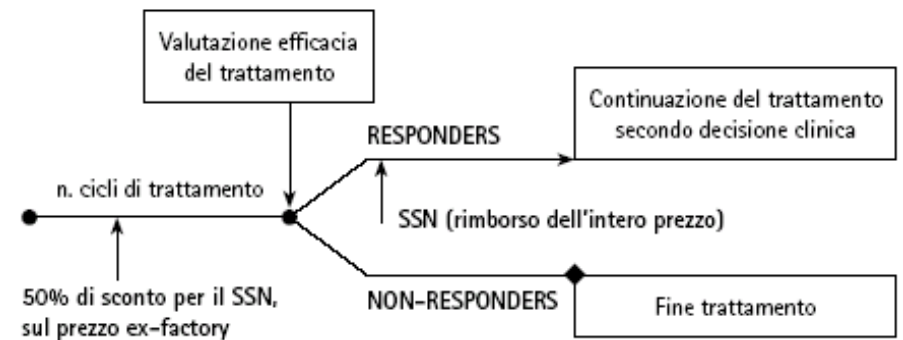 Valutazione efficacia
del trattamento
Continuazione del trattamento
secondo decisione clinica
RESPONDERS
n. cicli di trattamento
SSN (rimborso dell'intero prezzo)
50% di sconto per il SSN,
sul prezzo ex-factory
NON-RESPONDERS
Fine trattamento